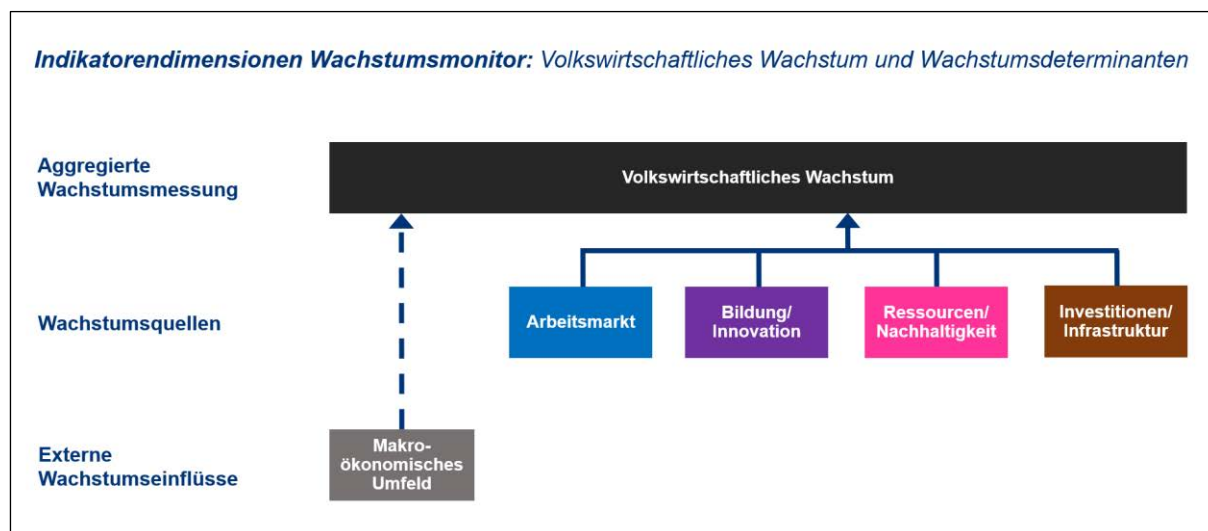 Indikatorendimensionen Wachstumsmonitor: Volkswirtschaftliches Wachstum und Wachstumsdeterminanten
Aggregierte
Wachstumsmessung
Volkswirtschaftliches Wachstum
Wachstumsquellen
Arbeitsmarkt
Bildung/
Innovation
Ressourcen/
Nachhaltigkeit
Investitionen/
Infrastruktur
Externe
Wachstumseinflüsse
Makro-
ökonomisches
Umfeld